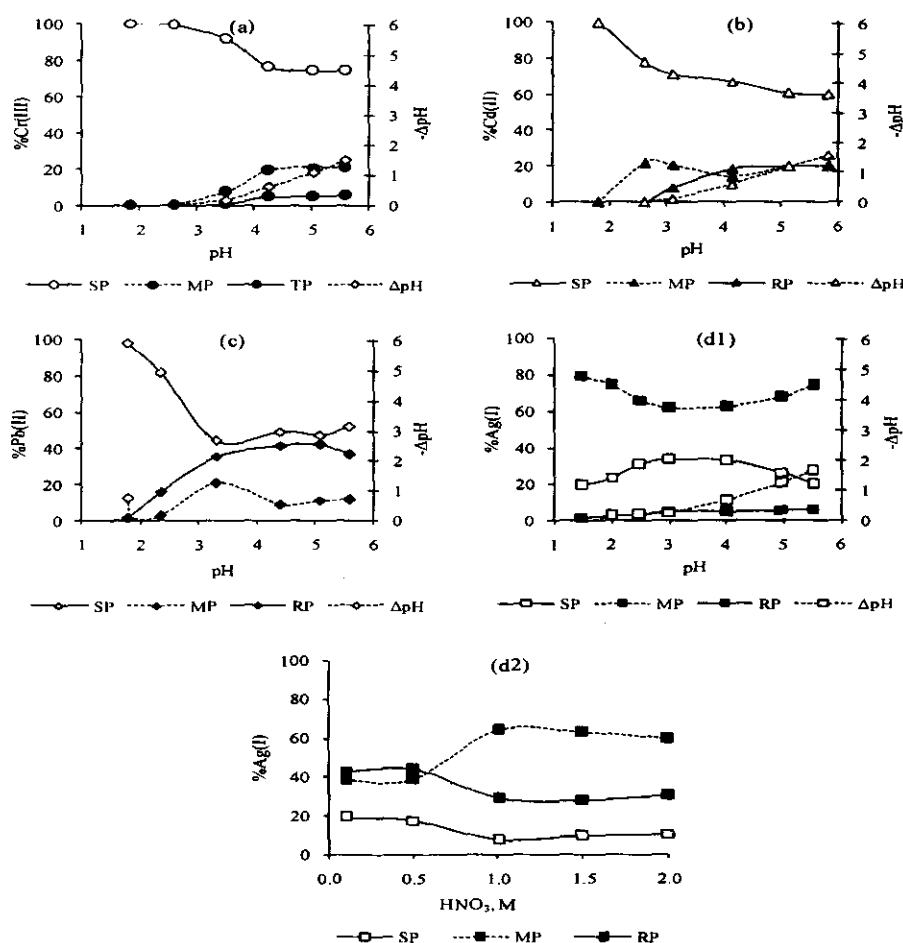 (a)
100
80
60
40
20
0
%Cr(III)
6
5
4
3
2
1
0
-ΔpH
1 2 3 4 5 6
pH
SP MP TP ΔpH
(b)
100
80
60
40
20
0
%Cd(II)
6
5
4
3
2
1
0
-ΔpH
1 2 3 4 5 6
pH
SP MP RP ΔpH
(c)
100
80
60
40
20
0
%Pb(II)
6
5
4
3
2
1
0
-ΔpH
1 2 3 4 5 6
pH
SP MP RP ΔpH
(d1)
100
80
60
40
20
0
%Ag(I)
6
5
4
3
2
1
0
-ΔpH
1 2 3 4 5 6
pH
SP MP RP ΔpH
(d2)
100
80
60
40
20
0
%Ag(I)
0.0 0.5 1.0 1.5 2.0
HNO₃, M
SP MP RP